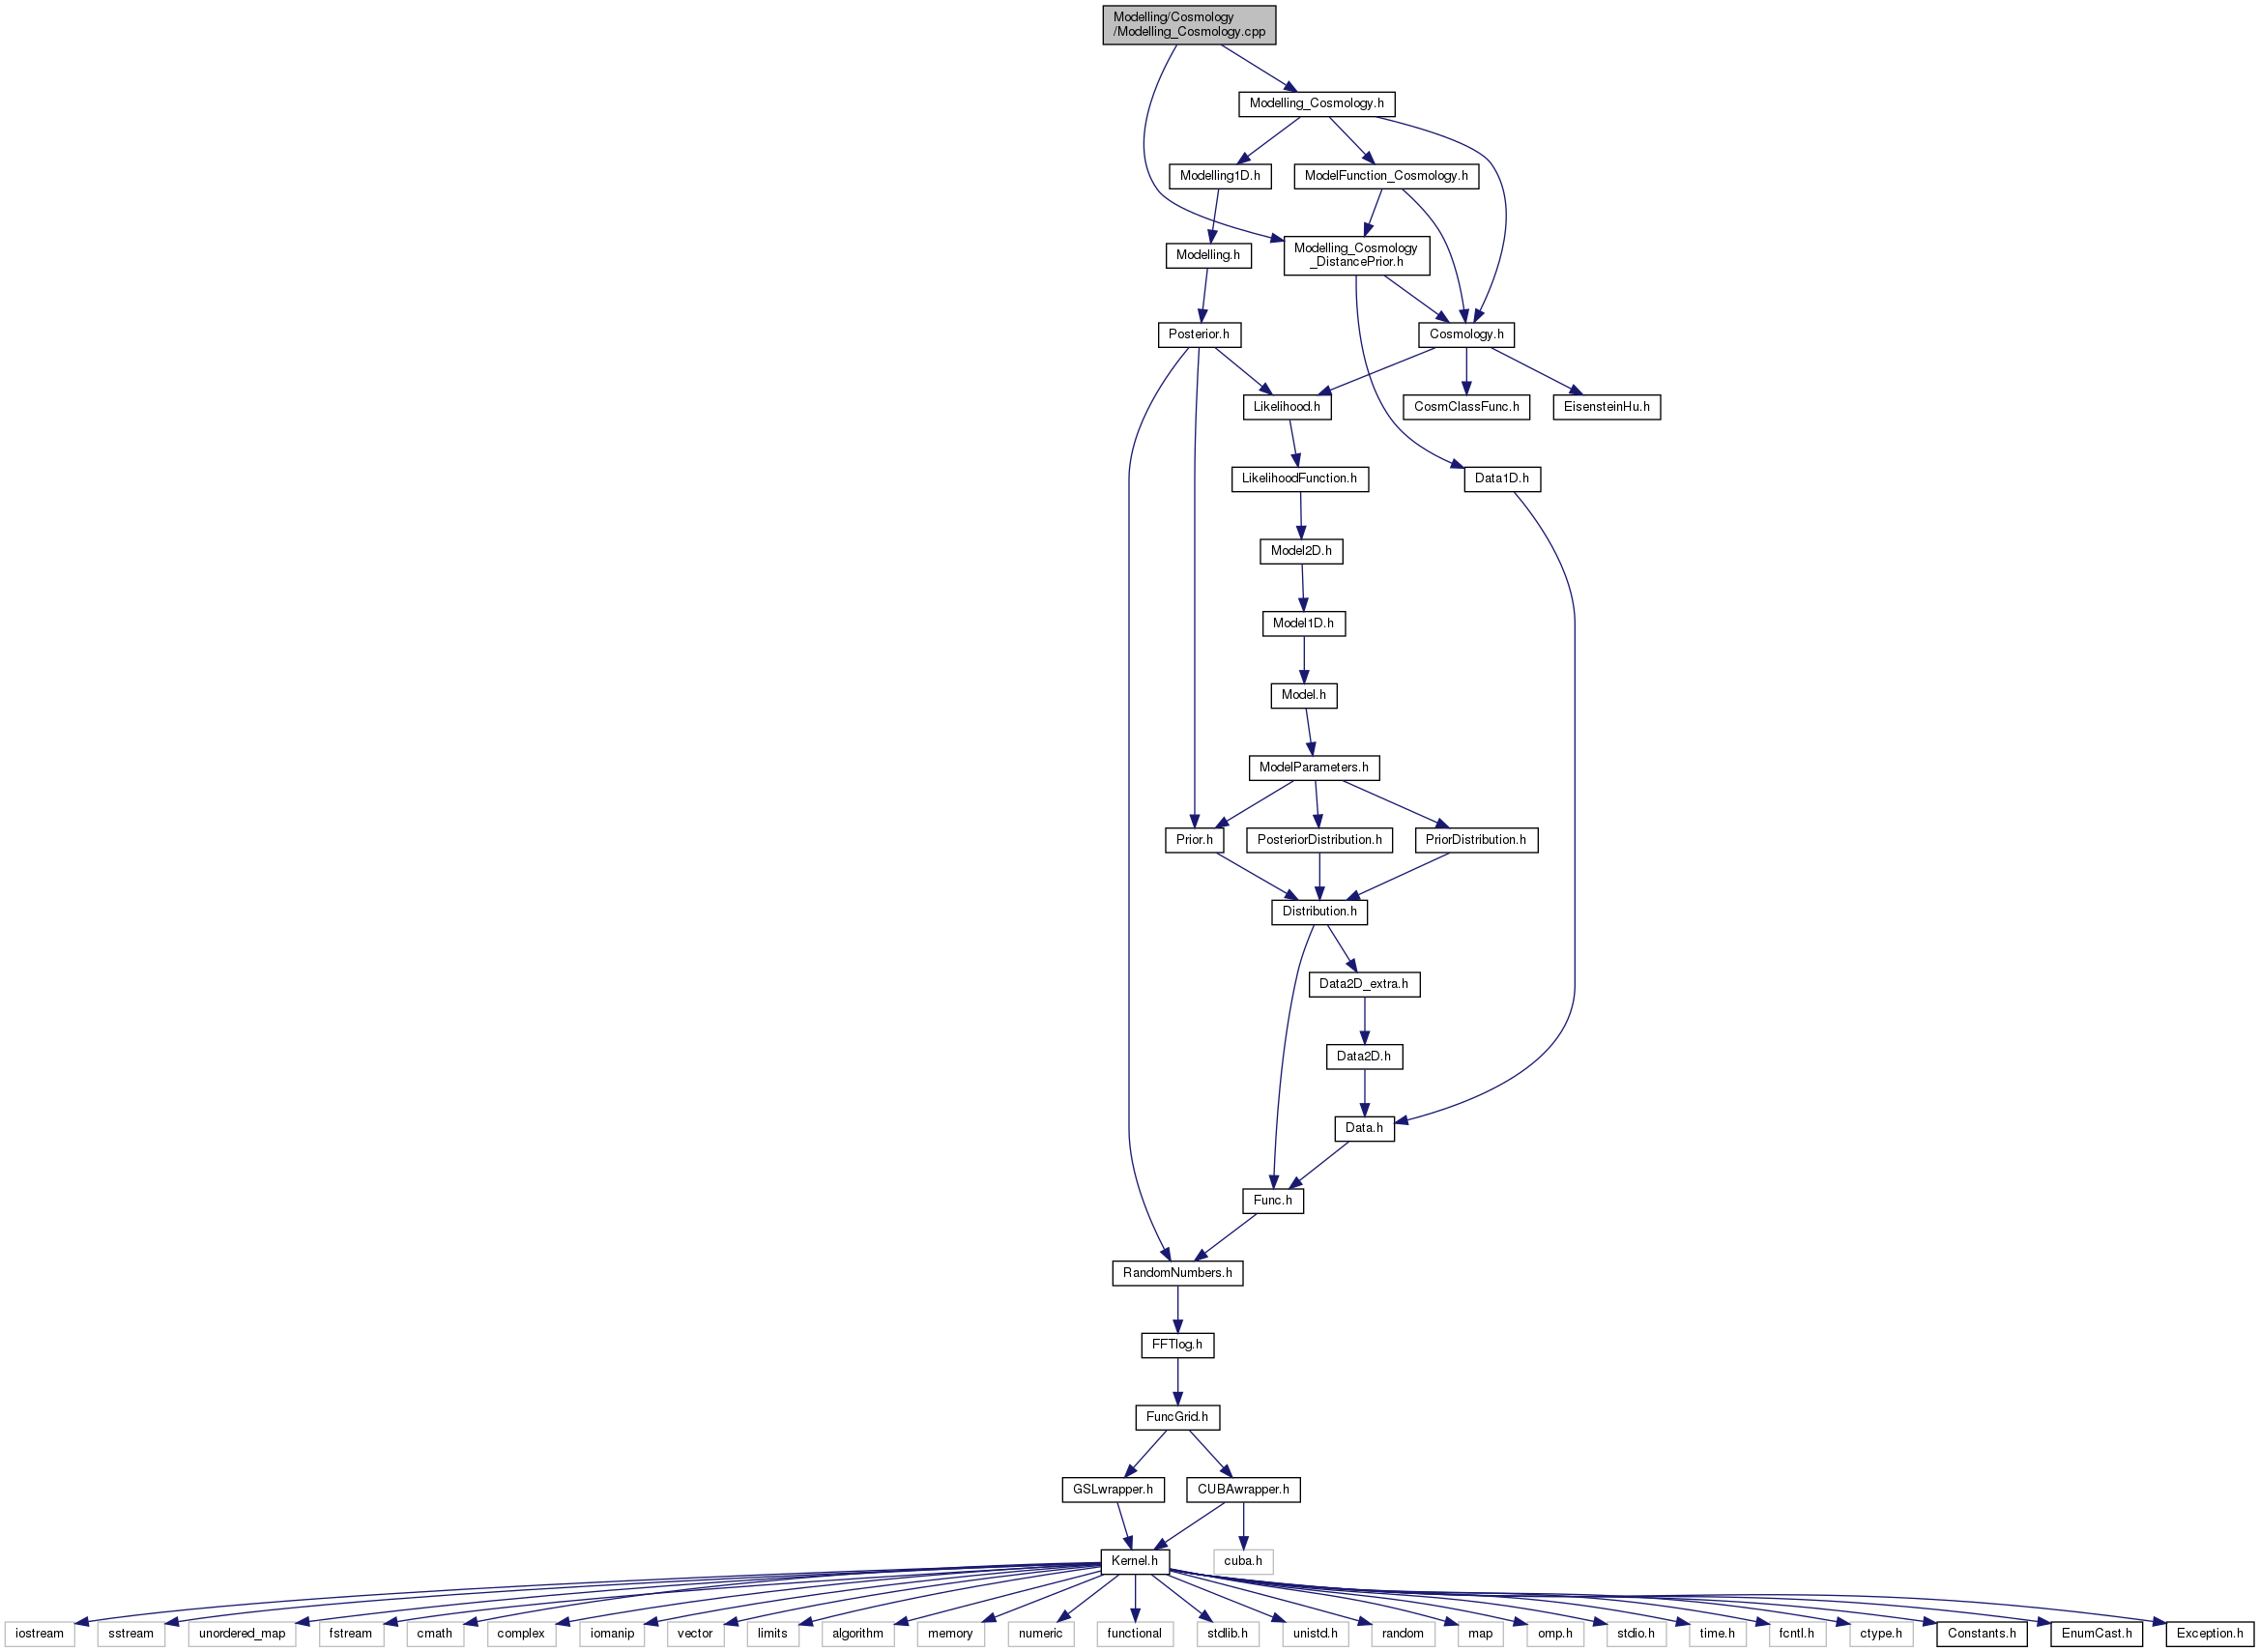 Modelling/Cosmology
/Modelling_Cosmology.cpp
Modelling_Cosmology.h
Modelling1D.h
ModelFunction_Cosmology.h
Modelling.h
Modelling_Cosmology
_DistancePrior.h
Posterior.h
Cosmology.h
Likelihood.h
CosmClassFunc.h
EisensteinHu.h
LikelihoodFunction.h
Data1D.h
Model2D.h
Model1D.h
Model.h
ModelParameters.h
Prior.h
PosteriorDistribution.h
PriorDistribution.h
Distribution.h
Data2D_extra.h
Data2D.h
Data.h
Func.h
RandomNumbers.h
FFTlog.h
FuncGrid.h
GSLwrapper.h
CUBAwrapper.h
Kernel.h
cuba.h
iostream
sstream
unordered_map
fstream
cmath
complex
iomanip
vector
limits
algorithm
memory
numeric
functional
stdlib.h
unistd.h
random
map
omp.h
stdio.h
time.h
fcntl.h
ctype.h
Constants.h
EnumCast.h
Exception.h